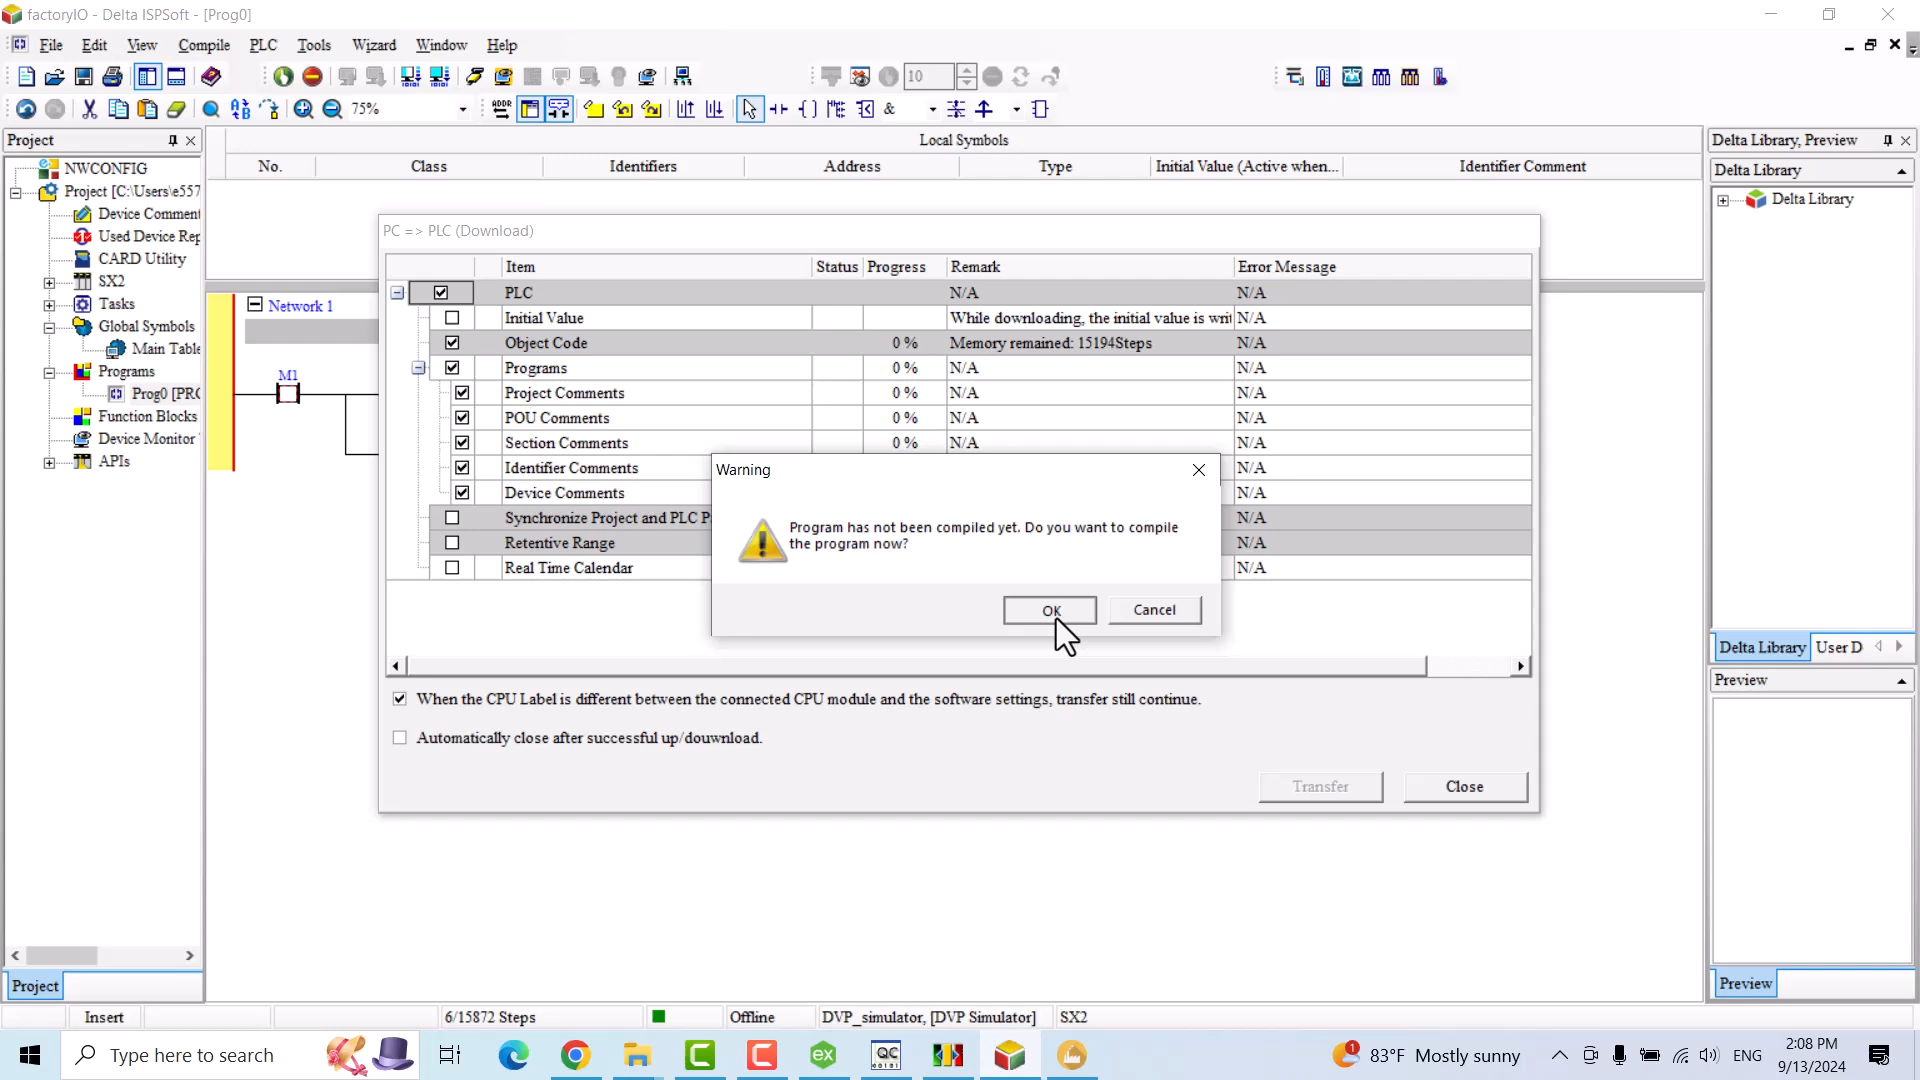 factoryIO - Delta ISPSoft - [Prog0]
File Edit View Compile PLC Tools Wizard Window Help
10
75%
ADDR
&
Project
NWCONFIG
Project [C:\Users\e557
Device Comment
Used Device Rep
CARD Utility
SX2
Tasks
Global Symbols
Main Table
Programs
Prog0 [PRG
Function Blocks
Device Monitor
APIs
Project
Local Symbols
No. Class Identifiers Address Type Initial Value (Active when... Identifier Comment
Network 1
M1
PC => PLC (Download)
Item Status Progress Remark Error Message
PLC N/A N/A
Initial Value While downloading, the initial value is writ N/A
Object Code 0 % Memory remained: 15194Steps N/A
Programs 0 % N/A N/A
Project Comments 0 % N/A N/A
POU Comments 0 % N/A N/A
Section Comments 0 % N/A N/A
Identifier Comments N/A
Device Comments N/A
Synchronize Project and PLC P N/A
Retentive Range N/A
Real Time Calendar N/A
Warning
Program has not been compiled yet. Do you want to compile
the program now?
OK Cancel
When the CPU Label is different between the connected CPU module and the software settings, transfer still continue.
Automatically close after successful up/douwnload.
Transfer Close
Delta Library, Preview
Delta Library
Delta Library
Delta Library User D
Preview
Preview
Insert 6/15872 Steps Offline DVP_simulator, [DVP Simulator] SX2
Type here to search
ex
QC
83°F Mostly sunny
1
ENG
2:08 PM
9/13/2024